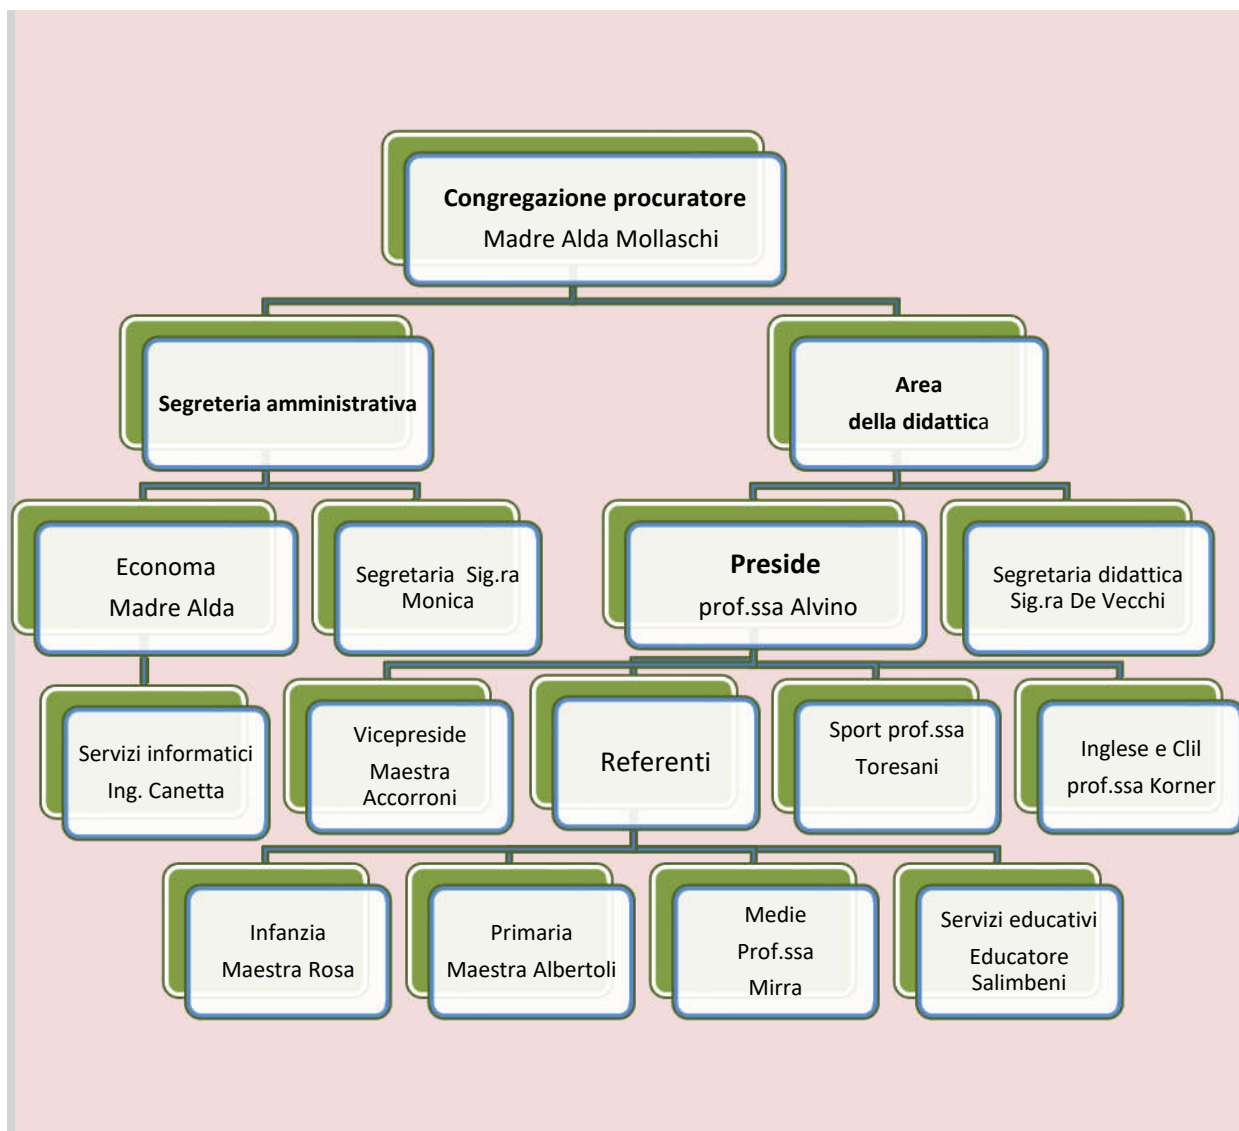 Congregazione procuratore
Madre Alda Mollaschi
Segreteria amministrativa
Area
della didattica
Economa
Madre Alda
Segretaria Sig.ra
Monica
Preside
prof.ssa Alvino
Segretaria didattica
Sig.ra De Vecchi
Servizi informatici
Ing. Canetta
Vicepreside
Maestra
Accorroni
Referenti
Sport prof.ssa
Toresani
Inglese e Clil
prof.ssa Korner
Infanzia
Maestra Rosa
Primaria
Maestra Albertoli
Medie
Prof.ssa
Mirra
Servizi educativi
Educatore
Salimbeni